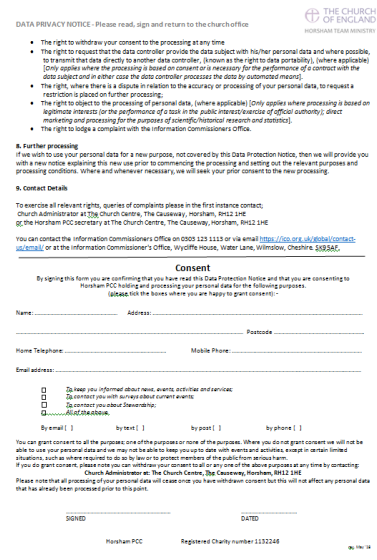 THE CHURCH
OF ENGLAND
HORSHAM TEAM MINISTRY
DATA PRIVACY NOTICE - Please read, sign and return to the church office
• The right to withdraw your consent to the processing at any time
• The right to request that the data controller provide the data subject with his/her personal data and where possible,
to transmit that data directly to another data controller, (known as the right to data portability), (where applicable)
[Only applies where the processing is based on consent or is necessary for the performance of a contract with the
data subject and in either case the data controller processes the data by automated means].
• The right, where there is a dispute in relation to the accuracy or processing of your personal data, to request a
restriction is placed on further processing;
• The right to object to the processing of personal data, (where applicable) [Only applies where processing is based on
legitimate interests (or the performance of a task in the public interest/exercise of official authority); direct
marketing and processing for the purposes of scientific/historical research and statistics].
• The right to lodge a complaint with the Information Commissioners Office.
8. Further processing
If we wish to use your personal data for a new purpose, not covered by this Data Protection Notice, then we will provide you
with a new notice explaining this new use prior to commencing the processing and setting out the relevant purposes and
processing conditions. Where and whenever necessary, we will seek your prior consent to the new processing.
9. Contact Details
To exercise all relevant rights, queries of complaints please in the first instance contact;
Church Administrator at The Church Centre, The Causeway, Horsham, RH12 1HE
or the Horsham PCC secretary at The Church Centre, The Causeway, Horsham, RH12 1HE
You can contact the Information Commissioners Office on 0303 123 1113 or via email https://ico.org.uk/global/contact-
us/email/ or at the Information Commissioner's Office, Wycliffe House, Water Lane, Wilmslow, Cheshire. SK9 5AF.
Consent
By signing this form you are confirming that you have read this Data Protection Notice and that you are consenting to
Horsham PCC holding and processing your personal data for the following purposes.
(please tick the boxes where you are happy to grant consent): -
Name: Address:
Postcode
Home Telephone: Mobile Phone:
Email address:
To keep you informed about news, events, activities and services;
To contact you with surveys about current events;
To contact you about Stewardship;
All of the above.
By email [ ] by text [ ] by post [ ] by phone [ ]
You can grant consent to all the purposes; one of the purposes or none of the purposes. Where you do not grant consent we will not be
able to use your personal data and we may not be able to keep you up to date with events and activities, except in certain limited
situations, such as where required to do so by law or to protect members of the public from serious harm.
If you do grant consent, please note you can withdraw your consent to all or any one of the above purposes at any time by contacting:
Church Administrator at: The Church Centre, The Causeway, Horsham, RH12 1HE
Please note that all processing of your personal data will cease once you have withdrawn consent but this will not affect any personal data
that has already been processed prior to this point.
SIGNED DATED
Horsham PCC Registered Charity number 1132246